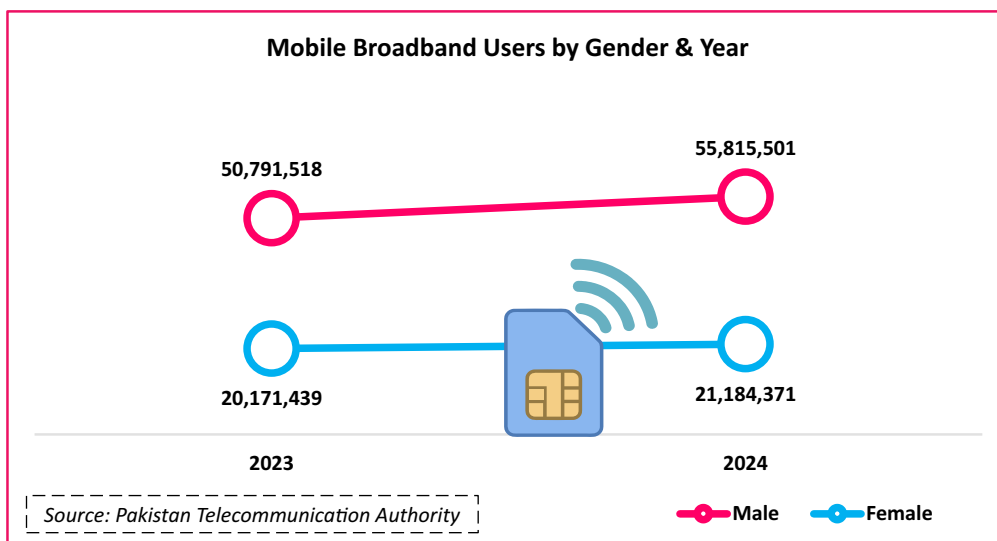 Mobile Broadband Users by Gender & Year
55,815,501
50,791,518
20,171,439
21,184,371
2023 2024
Source: Pakistan Telecommunication Authority
Male Female